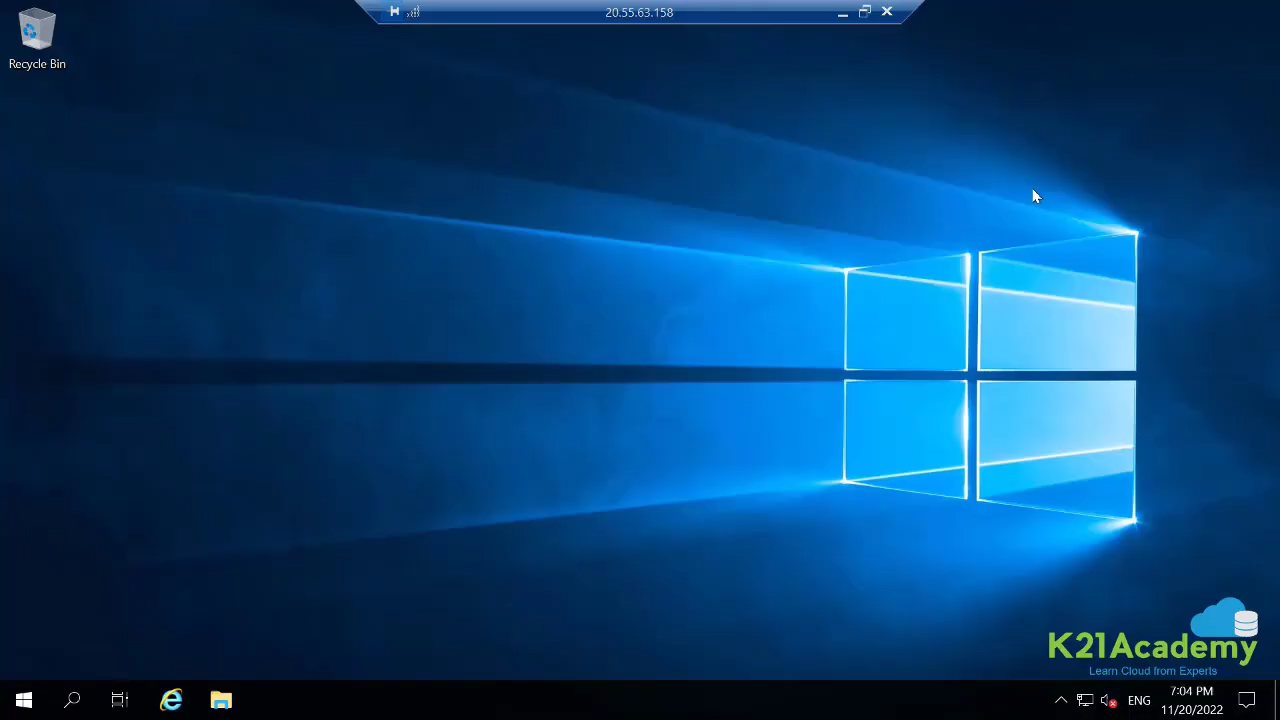 20.55.63.158
Recycle Bin
K21Academy
Learn Cloud from Experts
ENG
7:04 PM
11/20/2022